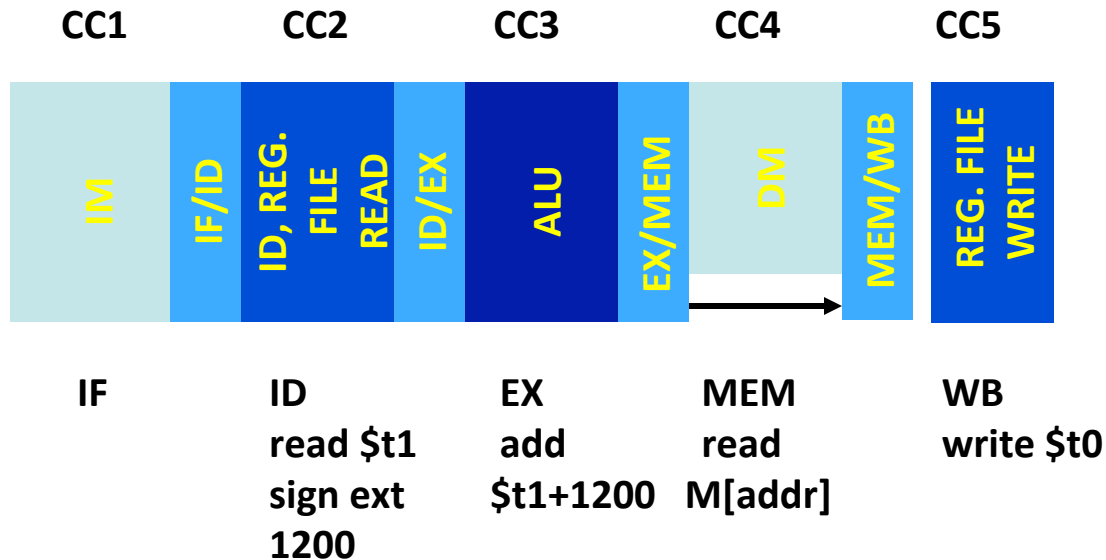 CC1 CC2 CC3 CC4 CC5
IM
IF/ID
ID, REG.
FILE
READ
ID/EX
ALU
EX/MEM
DM
MEM/WB
REG. FILE
WRITE
IF
ID
read $t1
sign ext
1200
EX
add
$t1+1200
MEM
read
M[addr]
WB
write $t0